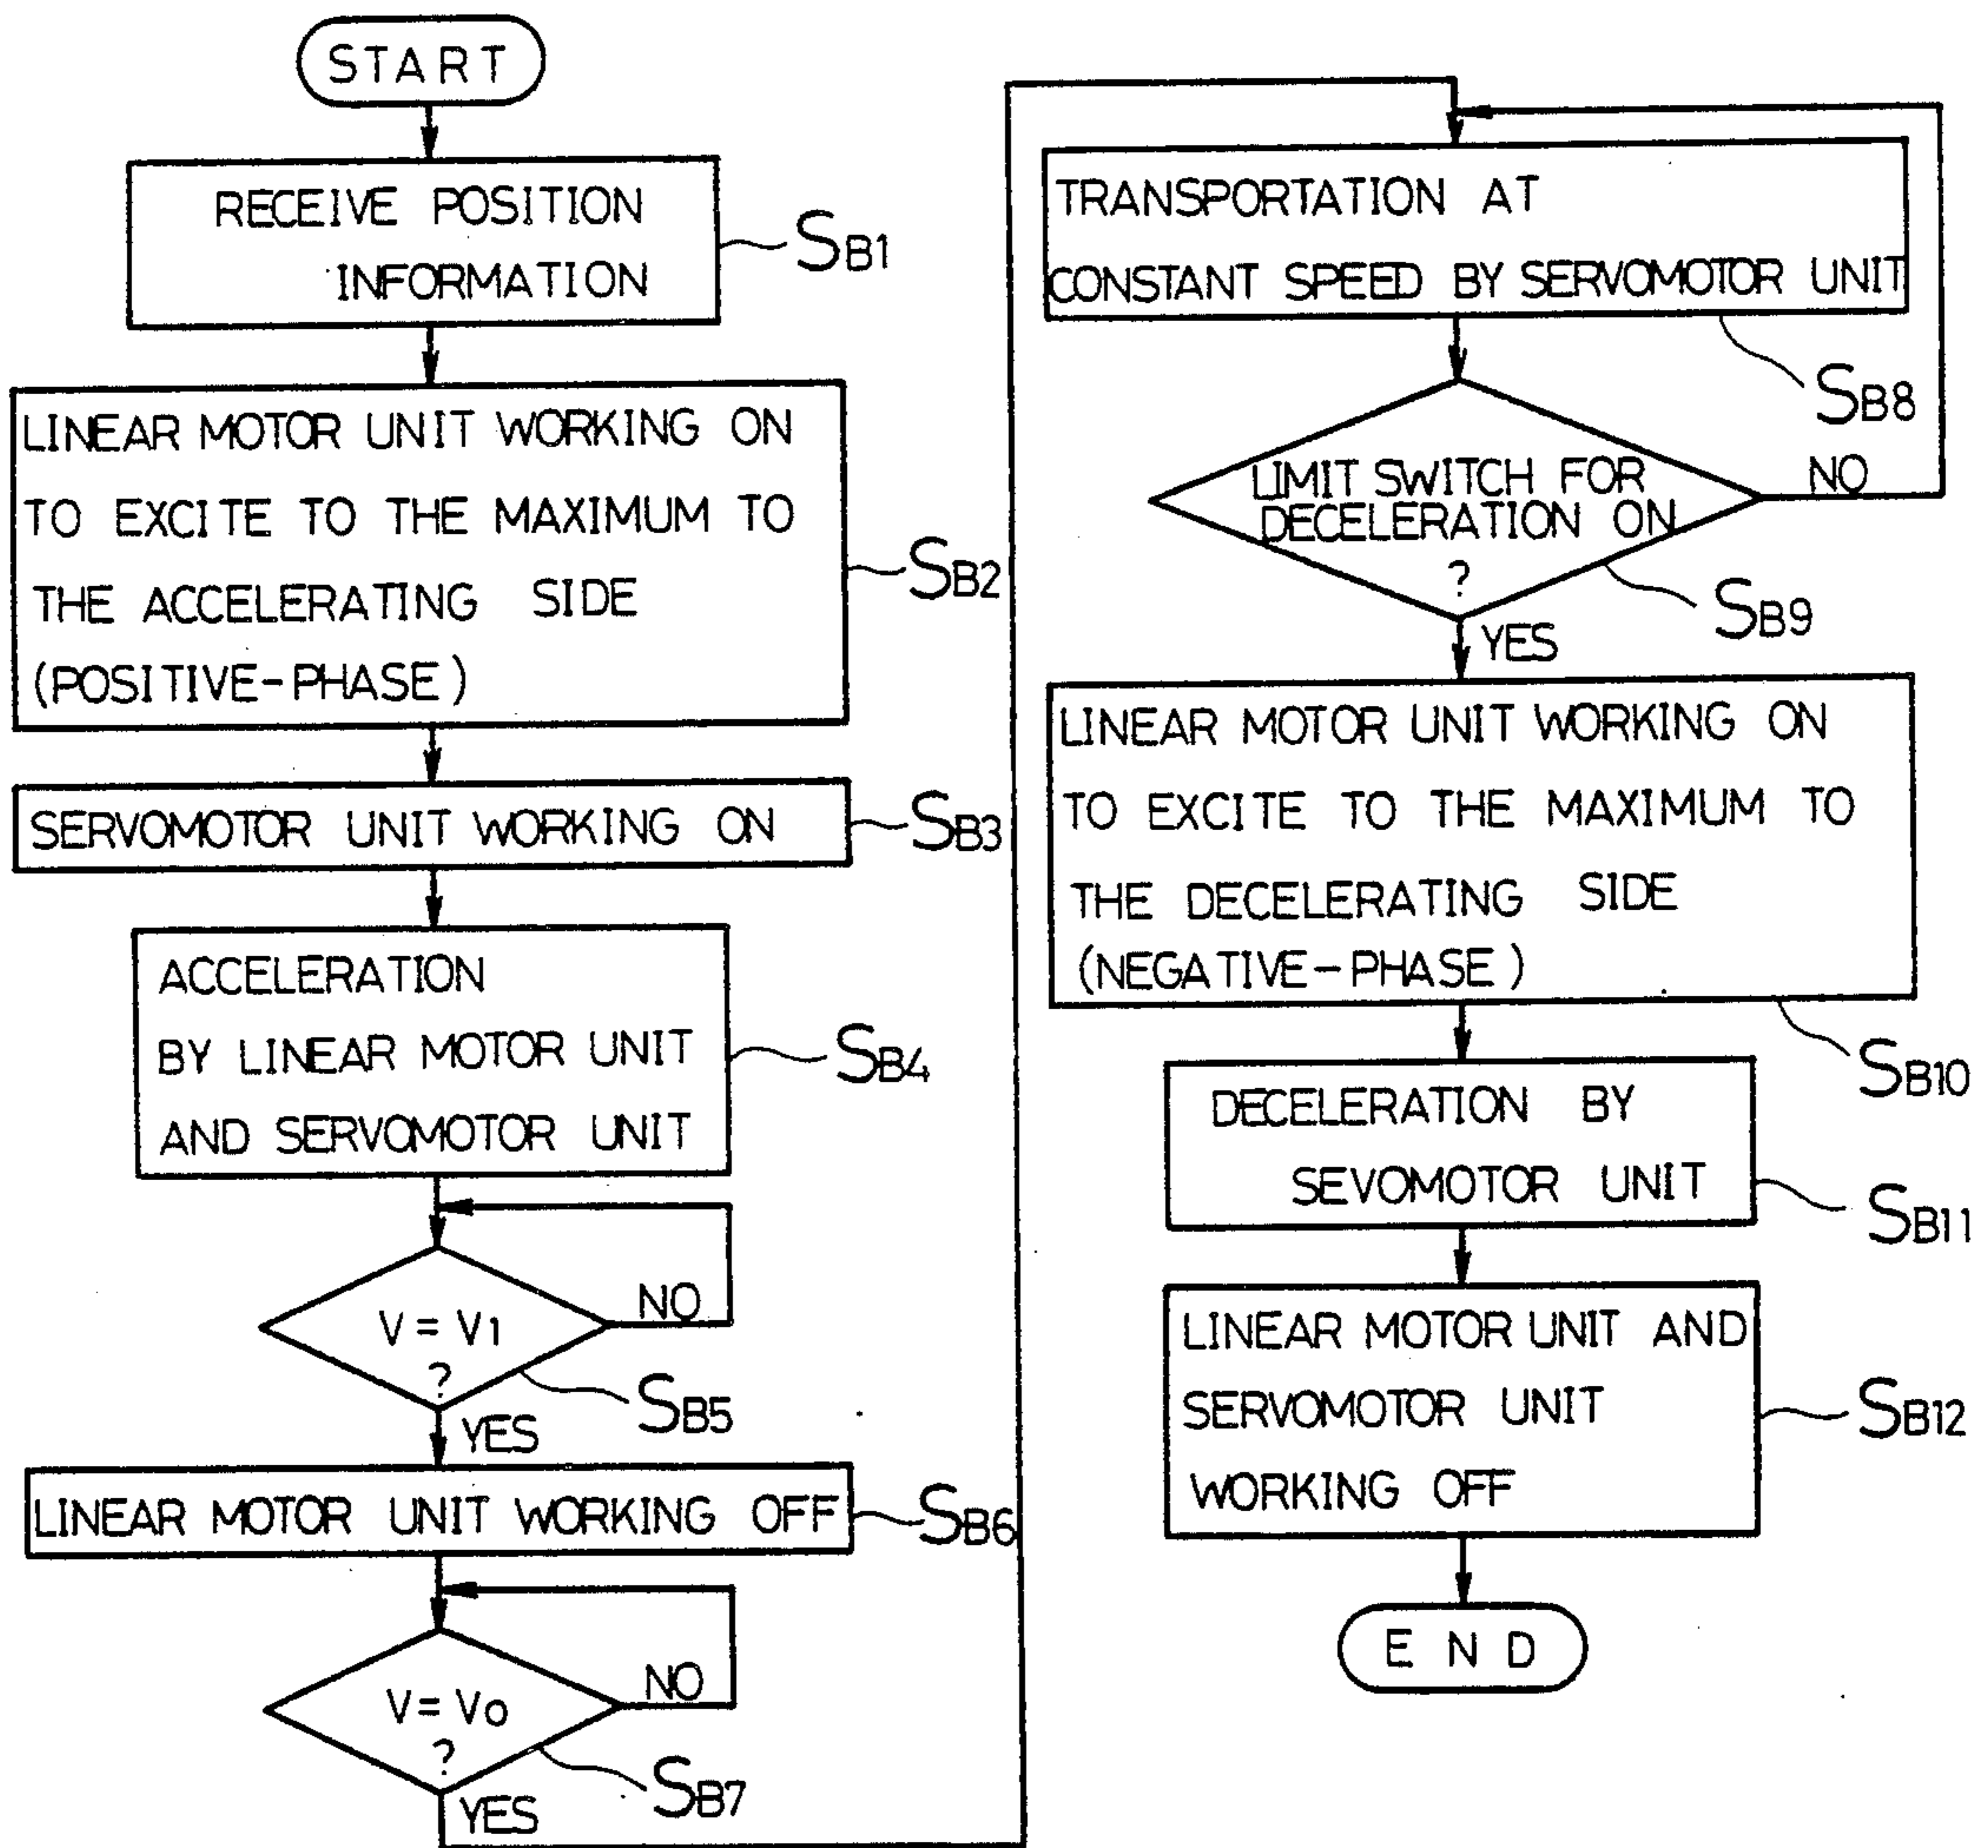 START
RECEIVE POSITION
INFORMATION
SB1
LINEAR MOTOR UNIT WORKING ON
TO EXCITE TO THE MAXIMUM TO
THE ACCELERATING SIDE
(POSITIVE-PHASE)
SB2
SERVOMOTOR UNIT WORKING ON
SB3
ACCELERATION
BY LINEAR MOTOR UNIT
AND SERVOMOTOR UNIT
SB4
V = V1
?
NO
SB5
YES
LINEAR MOTOR UNIT WORKING OFF
SB6
V = V0
?
NO
SB7
YES
TRANSPORTATION AT
CONSTANT SPEED BY SERVOMOTOR UNIT
SB8
LIMIT SWITCH FOR
DECELERATION ON
?
NO
SB9
YES
LINEAR MOTOR UNIT WORKING ON
TO EXCITE TO THE MAXIMUM TO
THE DECELERATING SIDE
(NEGATIVE-PHASE)
SB10
DECELERATION BY
SEVOMOTOR UNIT
SB11
LINEAR MOTOR UNIT AND
SERVOMOTOR UNIT
WORKING OFF
SB12
END